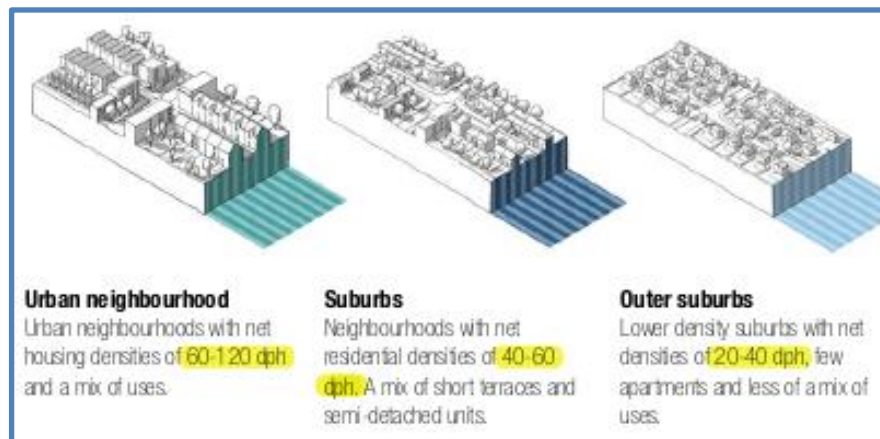 Urban neighbourhood
Urban neighbourhoods with net
housing densities of 60-120 dph
and a mix of uses.
Suburbs
Neighbourhoods with net
residential densities of 40-60
dph. A mix of short terraces and
semi-detached units.
Outer suburbs
Lower density suburbs with net
densities of 20-40 dph, few
apartments and less of a mix of
uses.